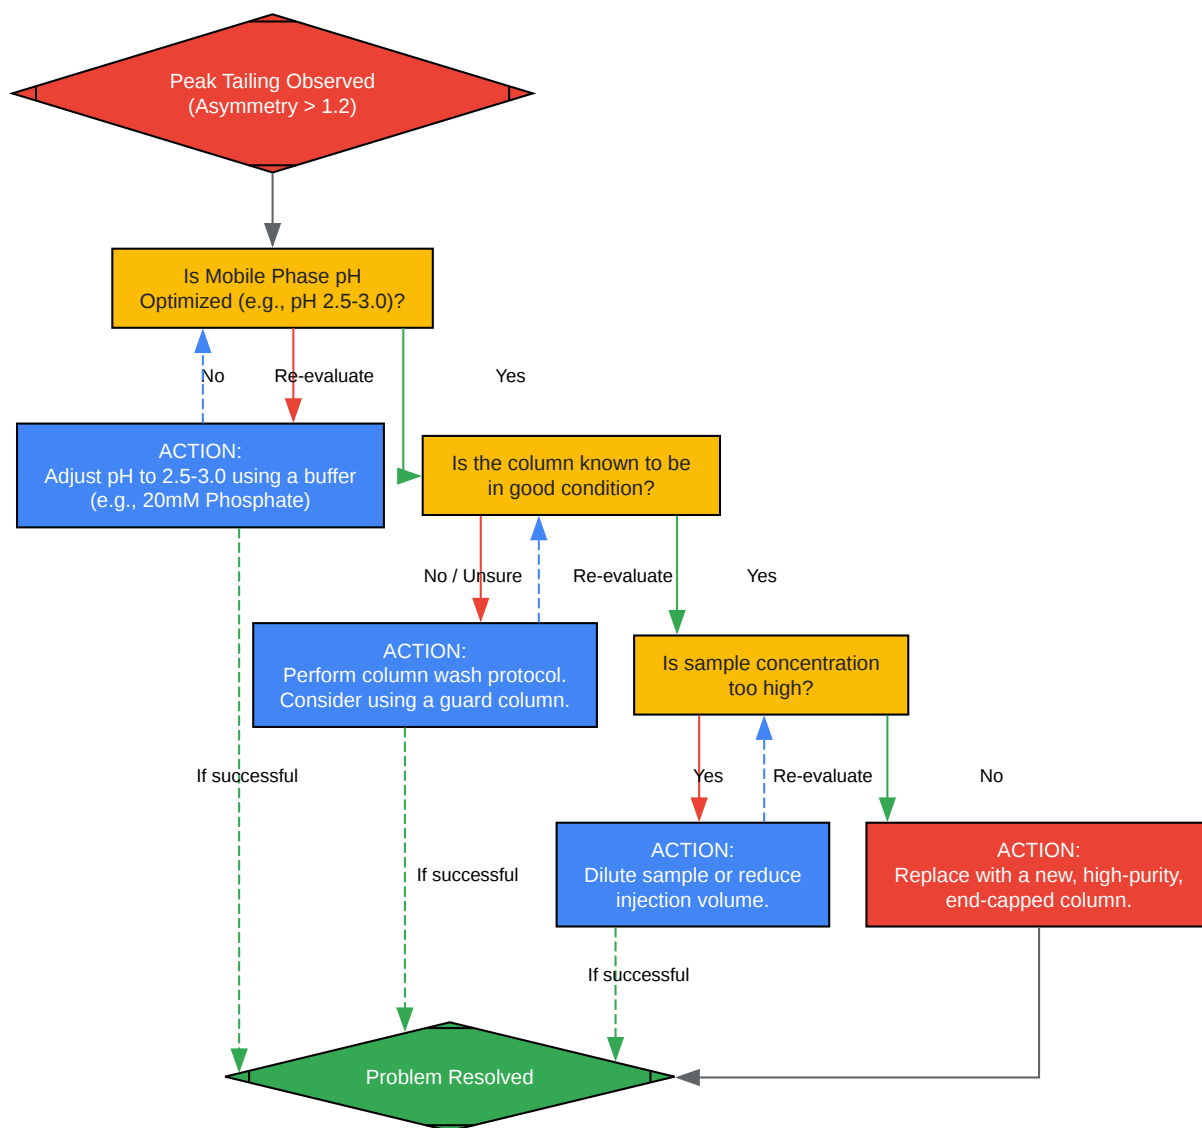 Peak Tailing Observed
(Asymmetry > 1.2)
Is Mobile Phase pH
Optimized (e.g., pH 2.5-3.0)?
No
Re-evaluate
Yes
ACTION:
Adjust pH to 2.5-3.0 using a buffer
(e.g., 20mM Phosphate)
Is the column known to be
in good condition?
No / Unsure
Re-evaluate
Yes
ACTION:
Perform column wash protocol.
Consider using a guard column.
Is sample concentration
too high?
If successful
Yes
Re-evaluate
No
ACTION:
Dilute sample or reduce
injection volume.
ACTION:
Replace with a new, high-purity,
end-capped column.
If successful
If successful
Problem Resolved